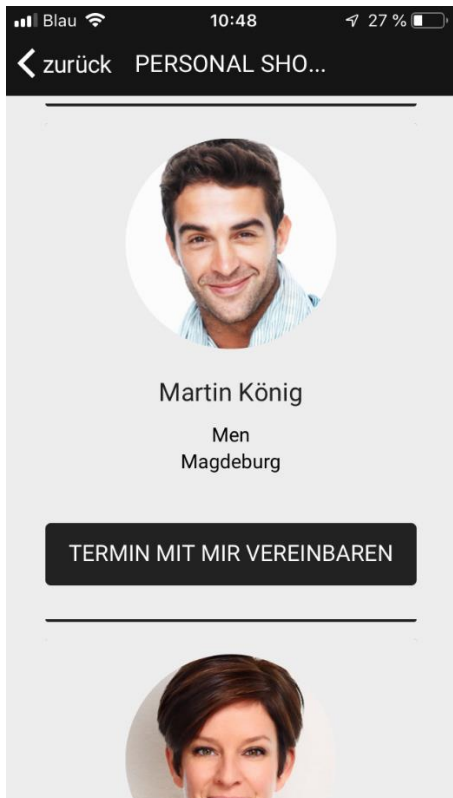 Blau 10:48 27 %
zurück PERSONAL SHO...
Martin König
Men
Magdeburg
TERMIN MIT MIR VEREINBAREN